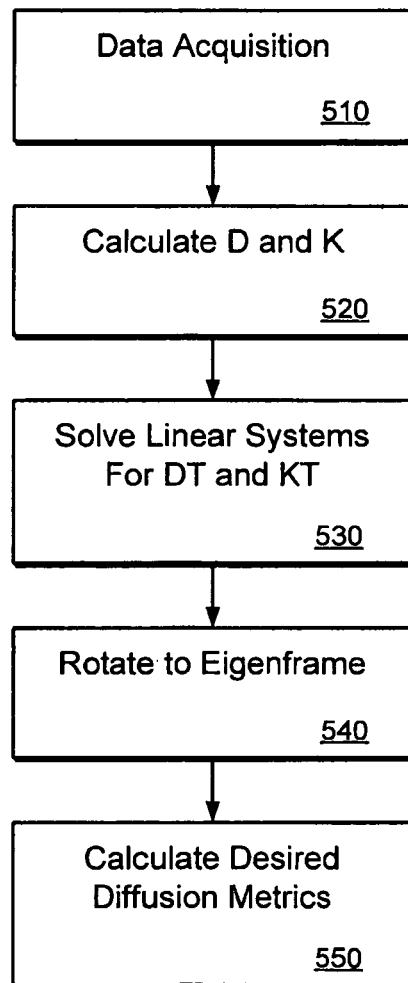 Data Acquisition
510
Calculate D and K
520
Solve Linear Systems
For DT and KT
530
Rotate to Eigenframe
540
Calculate Desired
Diffusion Metrics
550